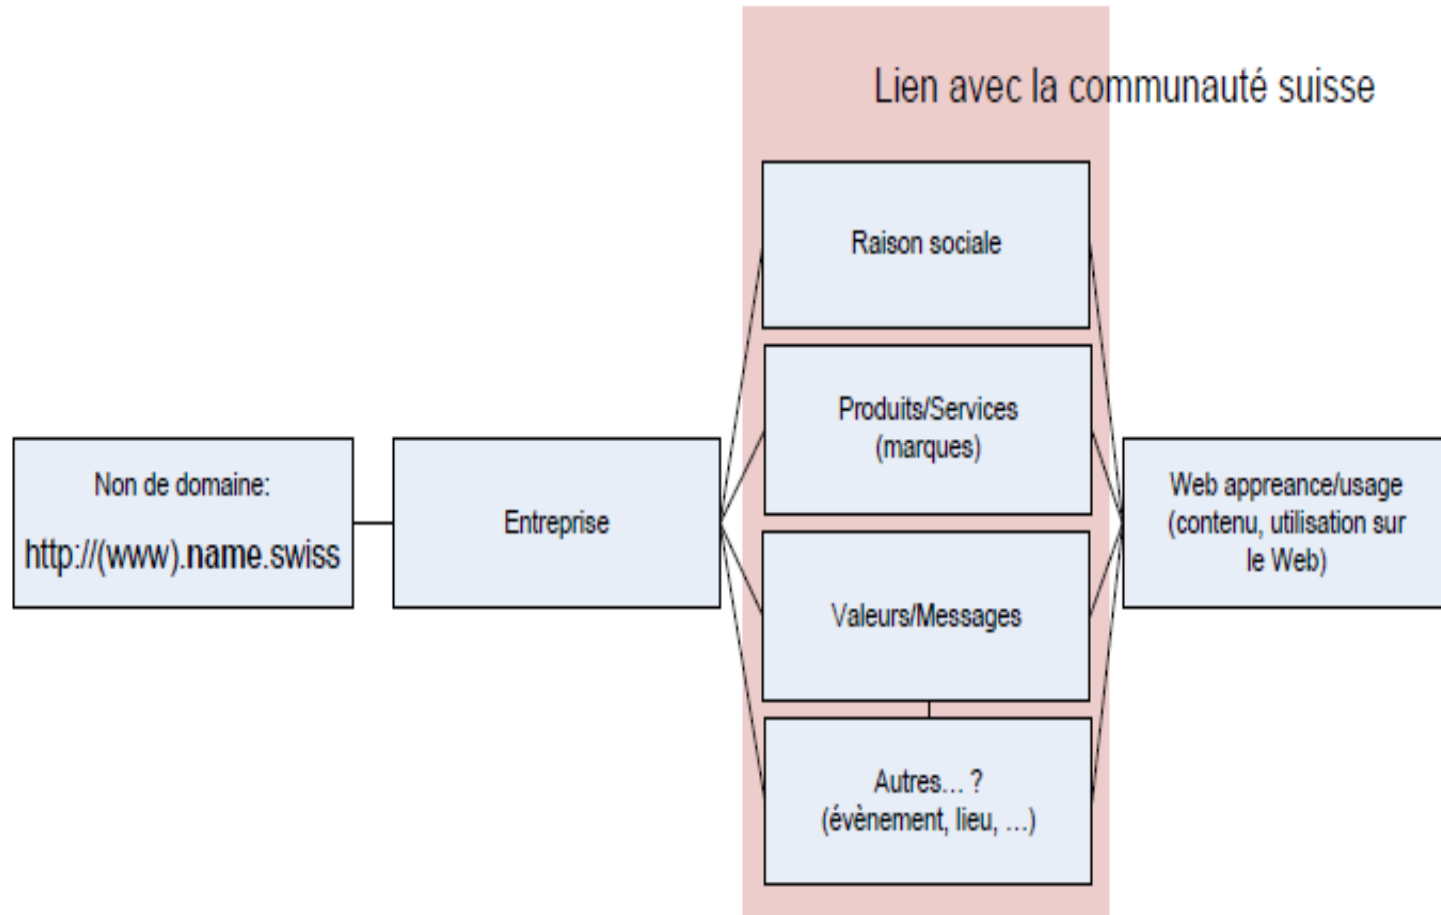 Lien avec la communauté suisse
Raison sociale
Produits/Services
(marques)
Non de domaine:
http://(www).name.swiss
Entreprise
Web appreance/usage
(contenu, utilisation sur
le Web)
Valeurs/Messages
Autres... ?
(évènement, lieu, ...)